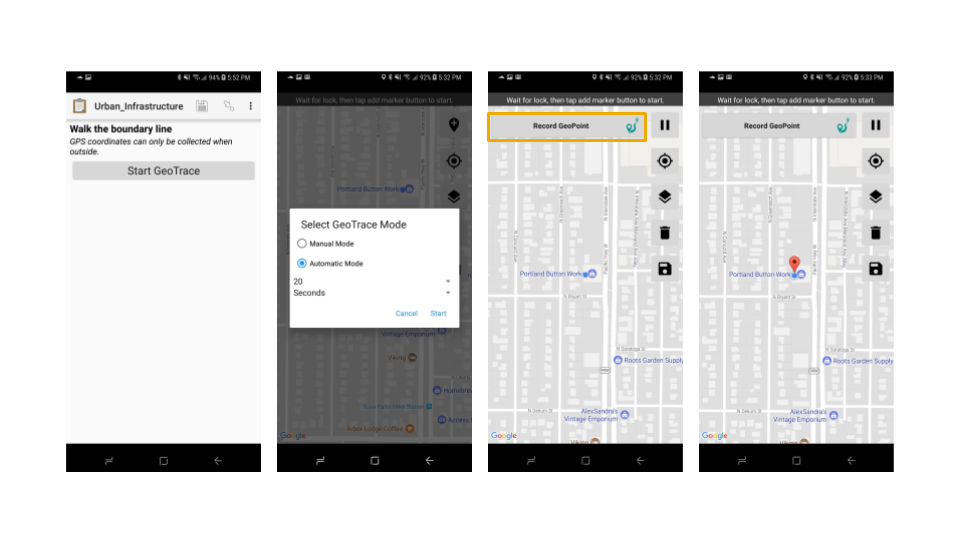 94% 5:52 PM
Urban_Infrastructure
Walk the boundary line
GPS coordinates can only be collected when
outside.
Start GeoTrace
92% 5:32 PM
Wait for lock, then tap add marker button to start.
Portland Button Work
Select GeoTrace Mode
Manual Mode
Automatic Mode
20
Seconds
Cancel
Start
Vintage Emporium
Viking
Homebrew
Access
Arbor Lodge Coffee
Google
92% 5:32 PM
Wait for lock, then tap add marker button to start.
Record GeoPoint
Portland Button Work
N Bryant St
N Saratoga St
Roots Garden Supply
N Dekum St
AlexSandra's
Vintage Emporium
Viking
Google
92% 5:33 PM
Wait for lock, then tap add marker button to start.
Record GeoPoint
Portland Button Work
N Bryant St
N Saratoga St
Roots Garden Supply
N Dekum St
AlexSandra's
Vintage Emporium
Viking
Google